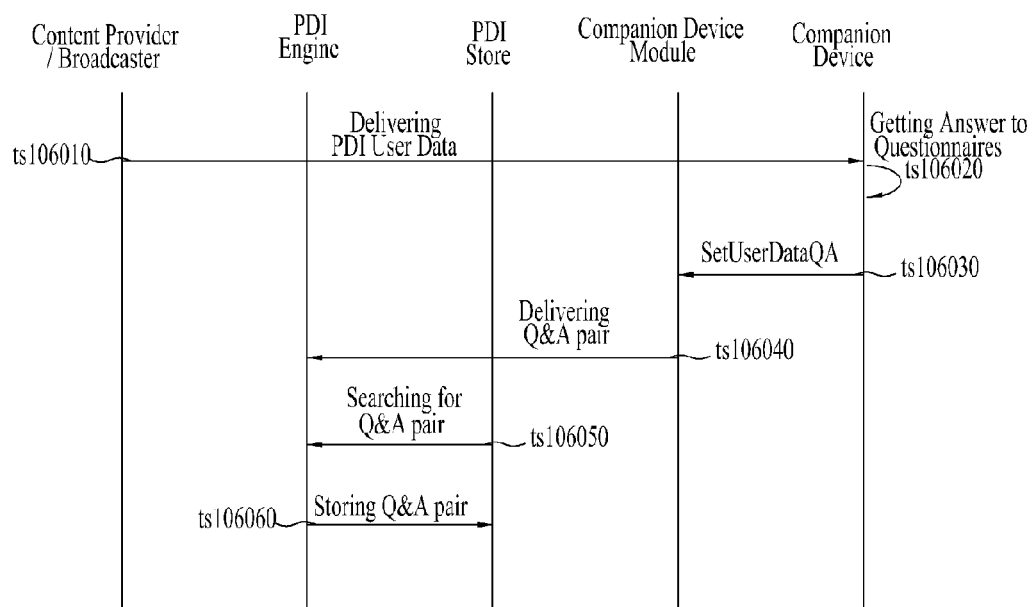 Content Provider
/ Broadcaster
PDI
Engine
PDI
Store
Companion Device
Module
Companion
Device
Delivering
PDI User Data
ts106010
Getting Answer to
Questionnaires
ts106020
SetUserDataQA
ts106030
Delivering
Q&A pair
ts106040
Searching for
Q&A pair
ts106050
ts106060
Storing Q&A pair